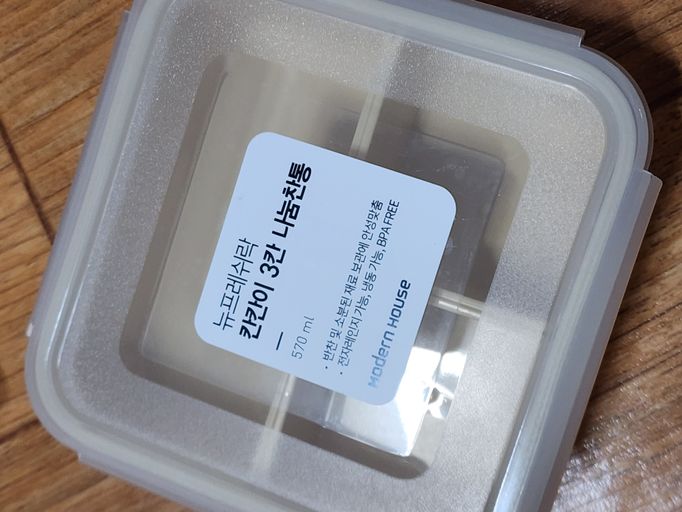 뉴프레쉬락
칸칸이 3칸 나눔찬통
570 ml
• 반찬 및 소분된 재료 보관에 안성맞춤
• 전자레인지 가능, 냉동 가능, BPA FREE
Modern House